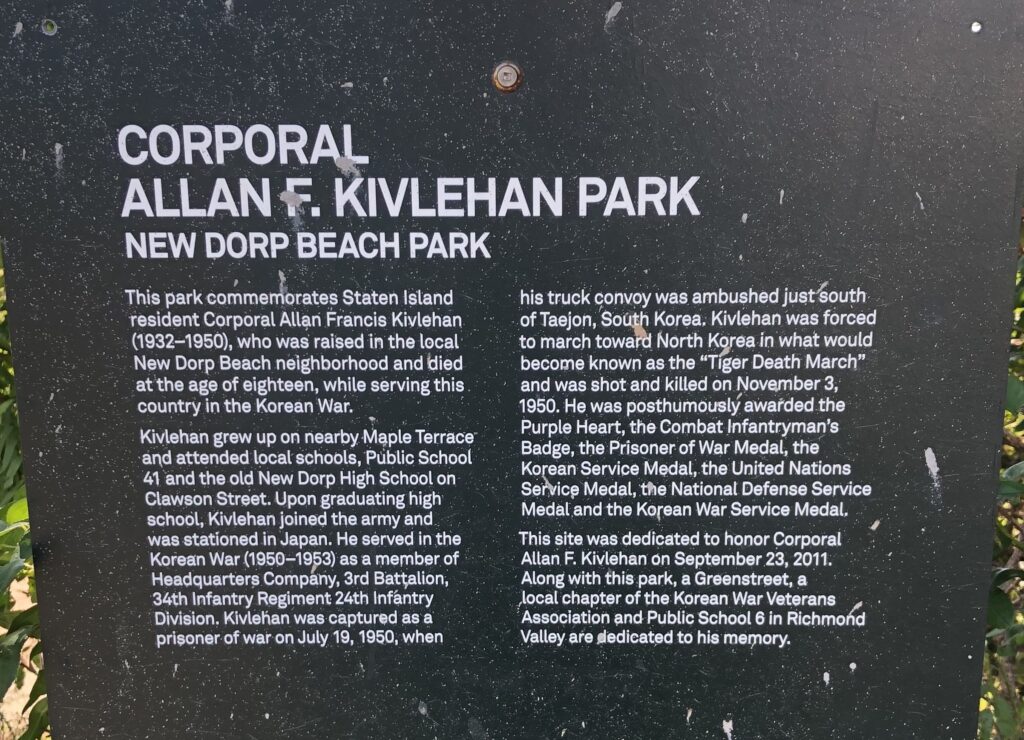 CORPORAL
ALLAN F. KIVLEHAN PARK
NEW DORP BEACH PARK
This park commemorates Staten Island
resident Corporal Allan Francis Kivlehan
(1932–1950), who was raised in the local
New Dorp Beach neighborhood and died
at the age of eighteen, while serving this
country in the Korean War.
Kivlehan grew up on nearby Maple Terrace
and attended local schools, Public School
41 and the old New Dorp High School on
Clawson Street. Upon graduating high
school, Kivlehan joined the army and
was stationed in Japan. He served in the
Korean War (1950–1953) as a member of
Headquarters Company, 3rd Battalion,
34th Infantry Regiment 24th Infantry
Division. Kivlehan was captured as a
prisoner of war on July 19, 1950, when
his truck convoy was ambushed just south
of Taejon, South Korea. Kivlehan was forced
to march toward North Korea in what would
become known as the “Tiger Death March”
and was shot and killed on November 3,
1950. He was posthumously awarded the
Purple Heart, the Combat Infantryman’s
Badge, the Prisoner of War Medal, the
Korean Service Medal, the United Nations
Service Medal, the National Defense Service
Medal and the Korean War Service Medal.
This site was dedicated to honor Corporal
Allan F. Kivlehan on September 23, 2011.
Along with this park, a Greenstreet, a
local chapter of the Korean War Veterans
Association and Public School 6 in Richmond
Valley are dedicated to his memory.